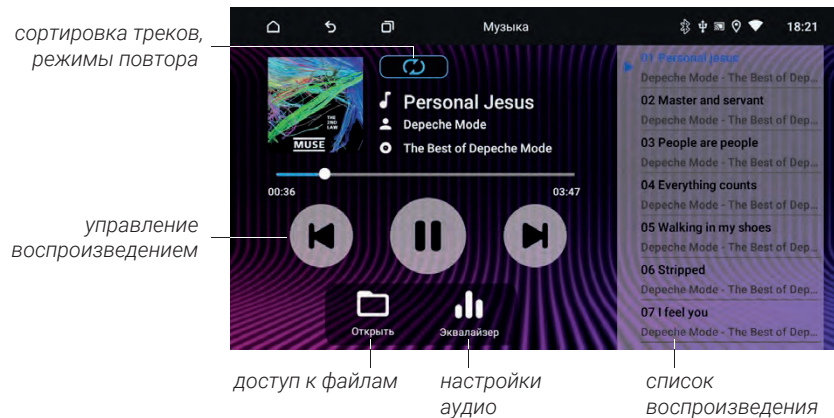 Музыка
18:21
сортировка треков,
режимы повтора
THE
2ND
LAW
MUSE
Personal Jesus
Depeche Mode
The Best of Depeche Mode
00:36
03:47
управление
воспроизведением
Открыть
Эквалайзер
01 Personal jesus
Depeche Mode - The Best of Dep...
02 Master and servant
Depeche Mode - The Best of Dep...
03 People are people
Depeche Mode - The Best of Dep...
04 Everything counts
Depeche Mode - The Best of Dep...
05 Walking in my shoes
Depeche Mode - The Best of Dep...
06 Stripped
Depeche Mode - The Best of Dep...
07 I feel you
Depeche Mode - The Best of Dep...
доступ к файлам
настройки
аудио
список
воспроизведения